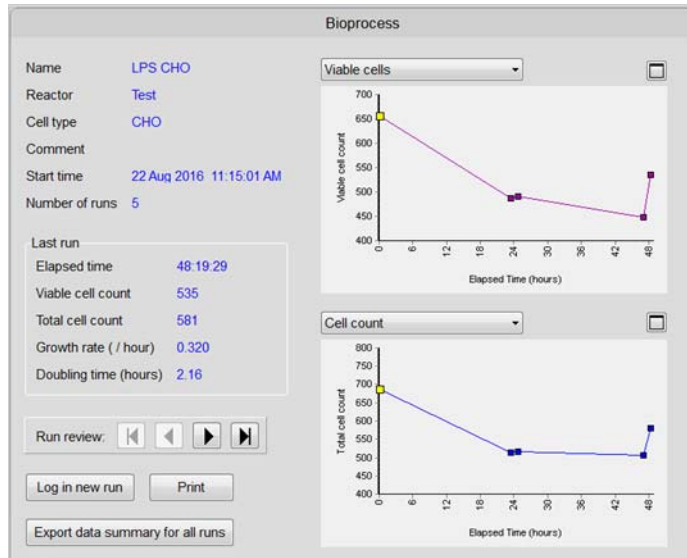 Bioprocess
Name LPS CHO
Reactor Test
Cell type CHO
Comment
Start time 22 Aug 2016 11:15:01 AM
Number of runs 5
Last run
Elapsed time 48:19:29
Viable cell count 535
Total cell count 581
Growth rate ( / hour) 0.320
Doubling time (hours) 2.16
Run review:
Log in new run Print
Export data summary for all runs
Viable cells
700
650
600
550
500
450
400
Viable cell count
0 6 12 18 24 30 36 42 48
Elapsed Time (hours)
Cell count
800
750
700
650
600
550
500
450
400
Total cell count
0 6 12 18 24 30 36 42 48
Elapsed Time (hours)